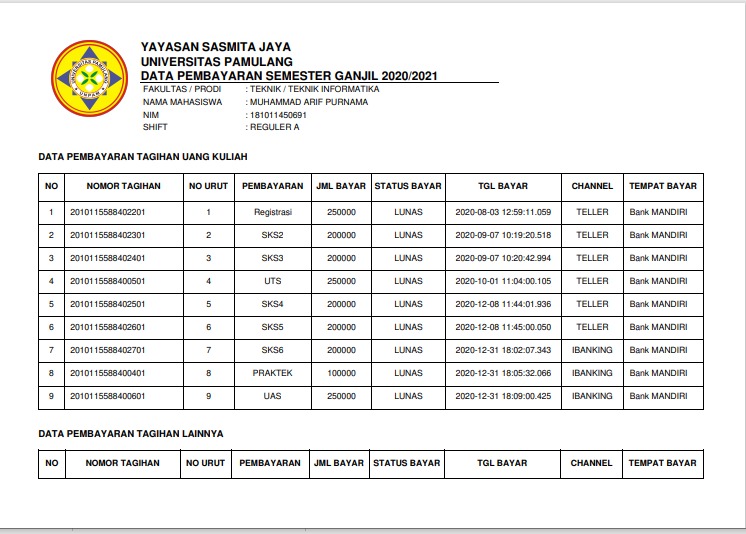 YAYASAN SASMITA JAYA
UNIVERSITAS PAMULANG
DATA PEMBAYARAN SEMESTER GANJIL 2020/2021
FAKULTAS / PRODI : TEKNIK / TEKNIK INFORMATIKA
NAMA MAHASISWA : MUHAMMAD ARIF PURNAMA
NIM : 181011450691
SHIFT : REGULER A
UNIVERSITAS PAMULANG
UNPAM
DATA PEMBAYARAN TAGIHAN UANG KULIAH
NO NOMOR TAGIHAN NO URUT PEMBAYARAN JML BAYAR STATUS BAYAR TGL BAYAR CHANNEL TEMPAT BAYAR
1 2010115588402201 1 Registrasi 250000 LUNAS 2020-08-03 12:59:11.059 TELLER Bank MANDIRI
2 2010115588402301 2 SKS2 200000 LUNAS 2020-09-07 10:19:20.518 TELLER Bank MANDIRI
3 2010115588402401 3 SKS3 200000 LUNAS 2020-09-07 10:20:42.994 TELLER Bank MANDIRI
4 2010115588400501 4 UTS 250000 LUNAS 2020-10-01 11:04:00.105 TELLER Bank MANDIRI
5 2010115588402501 5 SKS4 200000 LUNAS 2020-12-08 11:44:01.936 TELLER Bank MANDIRI
6 2010115588402601 6 SKS5 200000 LUNAS 2020-12-08 11:45:00.050 TELLER Bank MANDIRI
7 2010115588402701 7 SKS6 200000 LUNAS 2020-12-31 18:02:07.343 IBANKING Bank MANDIRI
8 2010115588400401 8 PRAKTEK 100000 LUNAS 2020-12-31 18:05:32.066 IBANKING Bank MANDIRI
9 2010115588400601 9 UAS 250000 LUNAS 2020-12-31 18:09:00.425 IBANKING Bank MANDIRI
DATA PEMBAYARAN TAGIHAN LAINNYA
NO NOMOR TAGIHAN NO URUT PEMBAYARAN JML BAYAR STATUS BAYAR TGL BAYAR CHANNEL TEMPAT BAYAR